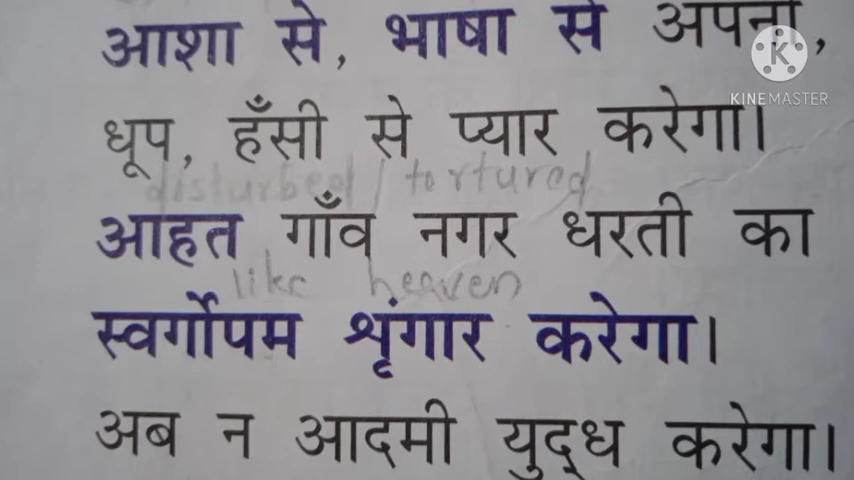 आशा से, भाषा से अपनी,
KINEMASTER
धूप, हँसी से प्यार करेगा।
disturbed / tortured
आहत गाँव नगर धरती का
like heaven
स्वर्गोपम शृंगार करेगा।
अब न आदमी युद्ध करेगा।